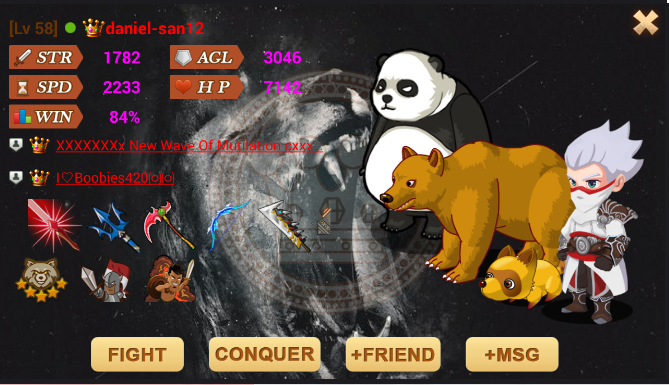 [Lv 58] daniel-san12
STR 1782 AGL 3046
SPD 2233 HP 7142
WIN 84%
XXXXXXXx New Wave Of Mutilation xxxx...
I♡Boobies420
FIGHT CONQUER +FRIEND +MSG